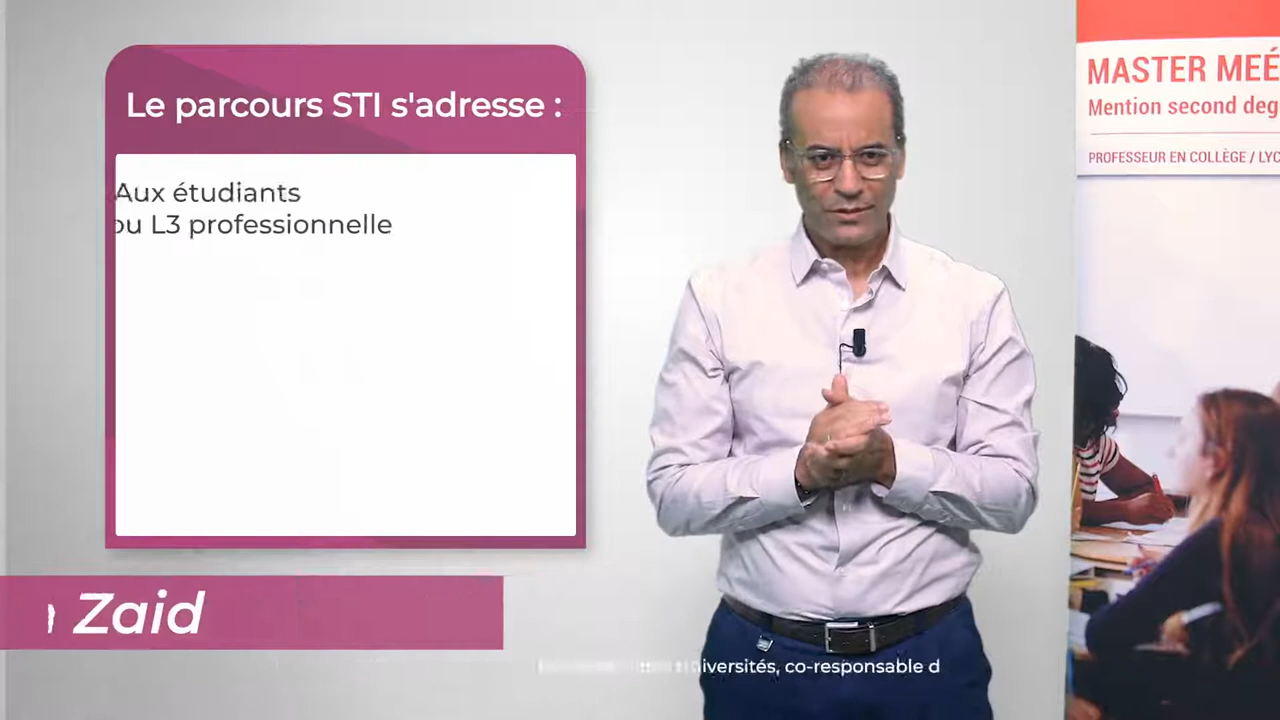 Le parcours STI s'adresse :
Aux étudiants
ou L3 professionnelle
Zaid
co-responsable d
MASTER MEÉ
Mention second deg
PROFESSEUR EN COLLÈGE / LYC